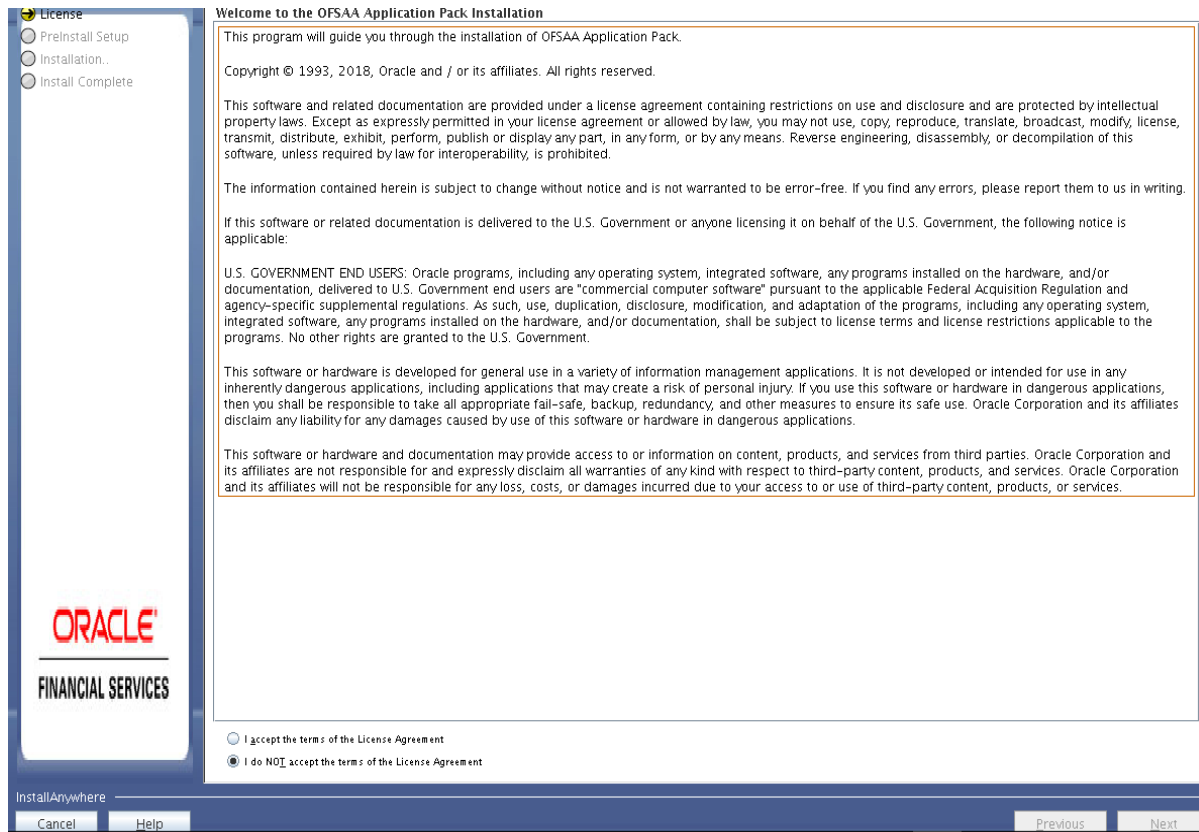 License
PreInstall Setup
Installation..
Install Complete
Welcome to the OFSAA Application Pack Installation
This program will guide you through the installation of OFSAA Application Pack.
Copyright © 1993, 2018, Oracle and / or its affiliates. All rights reserved.
This software and related documentation are provided under a license agreement containing restrictions on use and disclosure and are protected by intellectual
property laws. Except as expressly permitted in your license agreement or allowed by law, you may not use, copy, reproduce, translate, broadcast, modify, license,
transmit, distribute, exhibit, perform, publish or display any part, in any form, or by any means. Reverse engineering, disassembly, or decompilation of this
software, unless required by law for interoperability, is prohibited.
The information contained herein is subject to change without notice and is not warranted to be error-free. If you find any errors, please report them to us in writing.
If this software or related documentation is delivered to the U.S. Government or anyone licensing it on behalf of the U.S. Government, the following notice is
applicable:
U.S. GOVERNMENT END USERS: Oracle programs, including any operating system, integrated software, any programs installed on the hardware, and/or
documentation, delivered to U.S. Government end users are "commercial computer software" pursuant to the applicable Federal Acquisition Regulation and
agency-specific supplemental regulations. As such, use, duplication, disclosure, modification, and adaptation of the programs, including any operating system,
integrated software, any programs installed on the hardware, and/or documentation, shall be subject to license terms and license restrictions applicable to the
programs. No other rights are granted to the U.S. Government.
This software or hardware is developed for general use in a variety of information management applications. It is not developed or intended for use in any
inherently dangerous applications, including applications that may create a risk of personal injury. If you use this software or hardware in dangerous applications,
then you shall be responsible to take all appropriate fail-safe, backup, redundancy, and other measures to ensure its safe use. Oracle Corporation and its affiliates
disclaim any liability for any damages caused by use of this software or hardware in dangerous applications.
This software or hardware and documentation may provide access to or information on content, products, and services from third parties. Oracle Corporation and
its affiliates are not responsible for and expressly disclaim all warranties of any kind with respect to third-party content, products, and services. Oracle Corporation
and its affiliates will not be responsible for any loss, costs, or damages incurred due to your access to or use of third-party content, products, or services.
ORACLE
FINANCIAL SERVICES
I accept the terms of the License Agreement
I do NOT accept the terms of the License Agreement
InstallAnywhere
Cancel
Help
Previous
Next